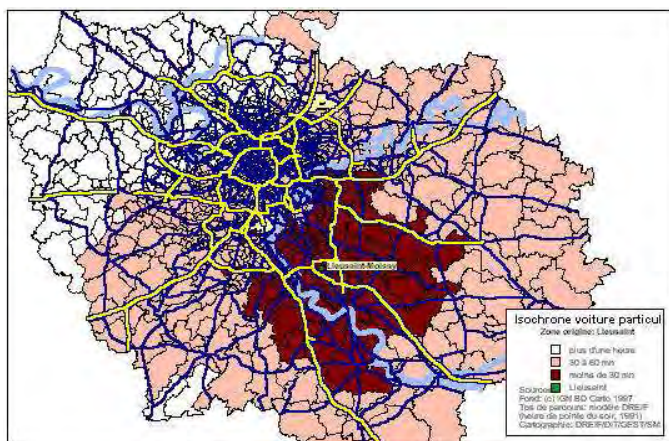 Lieusaint-Moissy
Isochrone voiture particul
Zone origine: Lieusaint
plus d'une heure
30 à 60 mn
moins de 30 mn
Lieusaint
Sources
Fond: (c) IGN BD Carto 1997
Tps de parcours: modèle DREIF
(heure de pointe du soir, 1991)
Cartographie: DREIF/DIT/GEST/SM